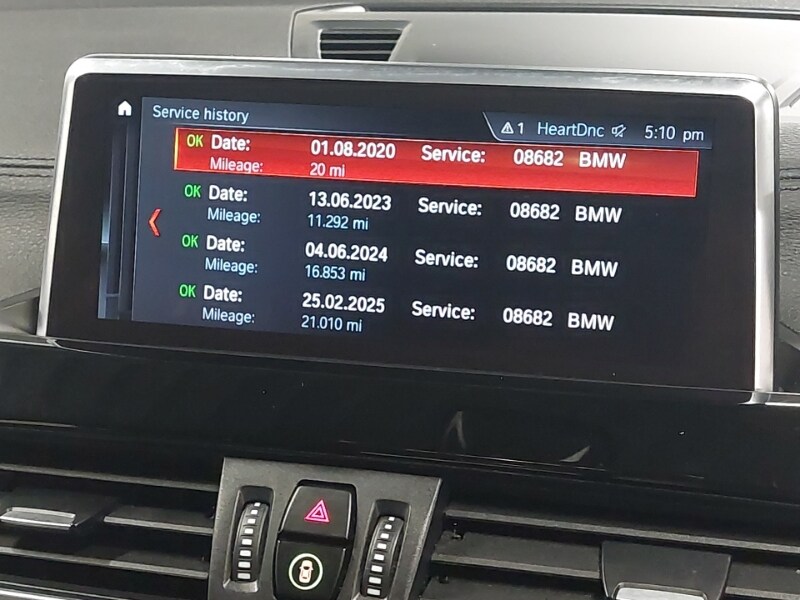 Service history
1 HeartDnc 5:10 pm
OK Date: 01.08.2020 Service: 08682 BMW
Mileage: 20 mi
OK Date: 13.06.2023 Service: 08682 BMW
Mileage: 11.292 mi
OK Date: 04.06.2024 Service: 08682 BMW
Mileage: 16.853 mi
OK Date: 25.02.2025 Service: 08682 BMW
Mileage: 21.010 mi